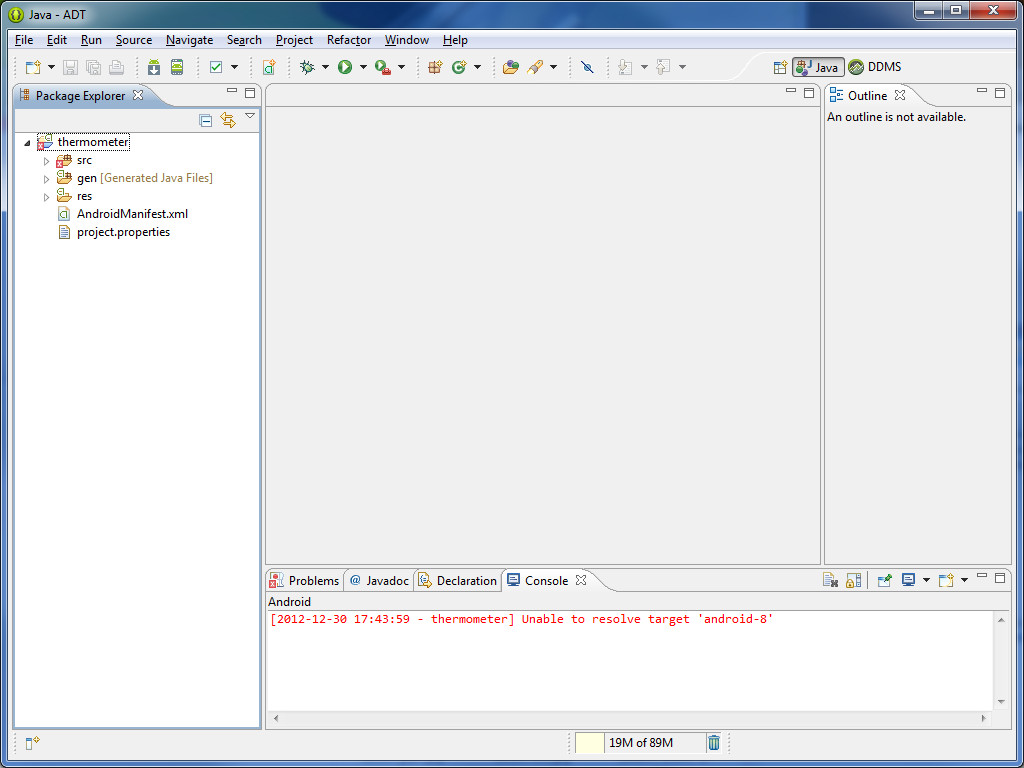 Java - ADT
File Edit Run Source Navigate Search Project Refactor Window Help
Java DDMS
Package Explorer
thermometer
src
gen [Generated Java Files]
res
AndroidManifest.xml
project.properties
Outline
An outline is not available.
Problems @ Javadoc Declaration Console
Android
[2012-12-30 17:43:59 - thermometer] Unable to resolve target 'android-8'
19M of 89M